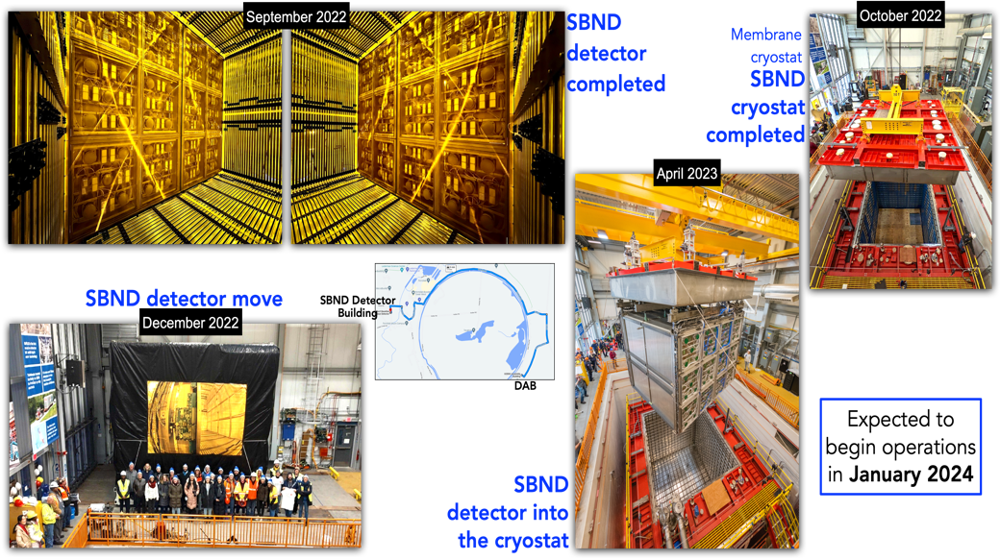 September 2022
SBND
detector
completed
Membrane
cryostat
SBND
cryostat
completed
October 2022
April 2023
SBND detector move
December 2022
SBND Detector
Building
DAB
SBND
detector into
the cryostat
Expected to
begin operations
in January 2024